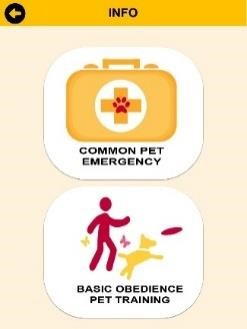 INFO
COMMON PET
EMERGENCY
BASIC OBEDIENCE
PET TRAINING